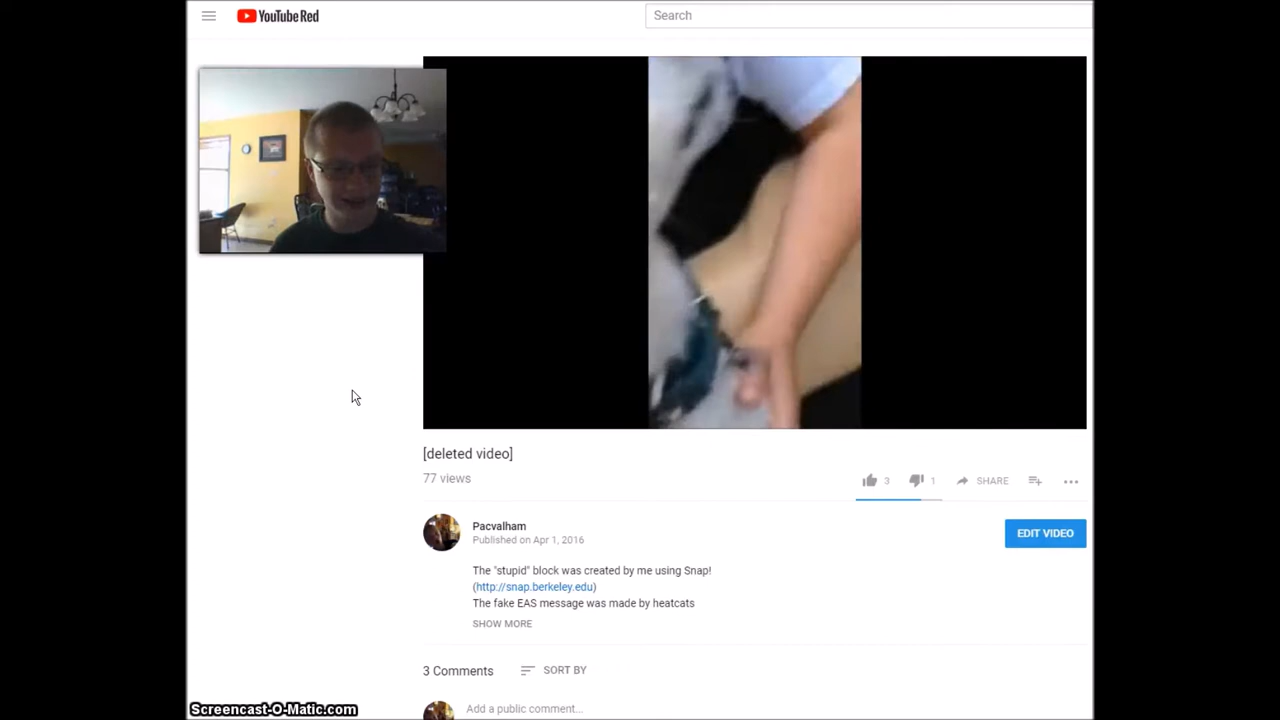 YouTube Red
Search
[deleted video]
77 views
3
1
SHARE
Pacvalham
Published on Apr 1, 2016
EDIT VIDEO
The "stupid" block was created by me using Snap!
(http://snap.berkeley.edu)
The fake EAS message was made by heatcats
SHOW MORE
3 Comments
SORT BY
Add a public comment...
Screencast-O-Matic.com